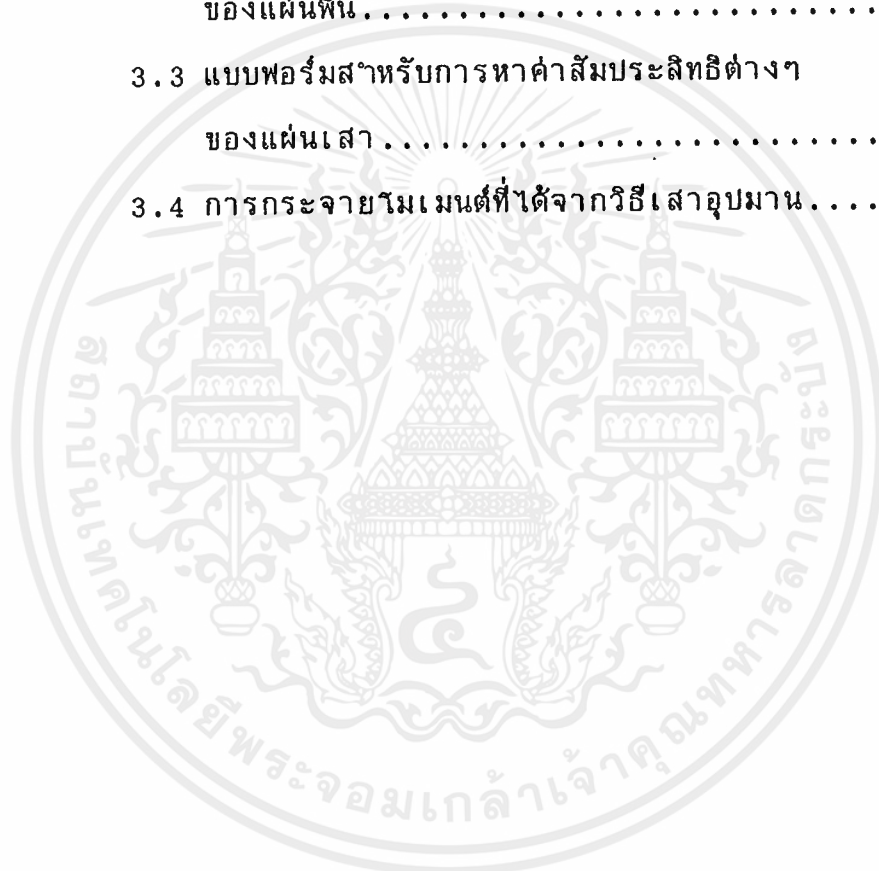 ของแผ่นพื้น............................
3.3 แบบฟอร์มสำหรับการหาค่าสัมประสิทธิ์ต่างๆ
ของแผ่นเสา...........................
3.4 การกระจายโมเมนต์ที่ได้จากวิธีเสาอุปมาน....
สถาบันเทคโนโลยีพระจอมเกล้าเจ้าคุณทหารลาดกระบัง